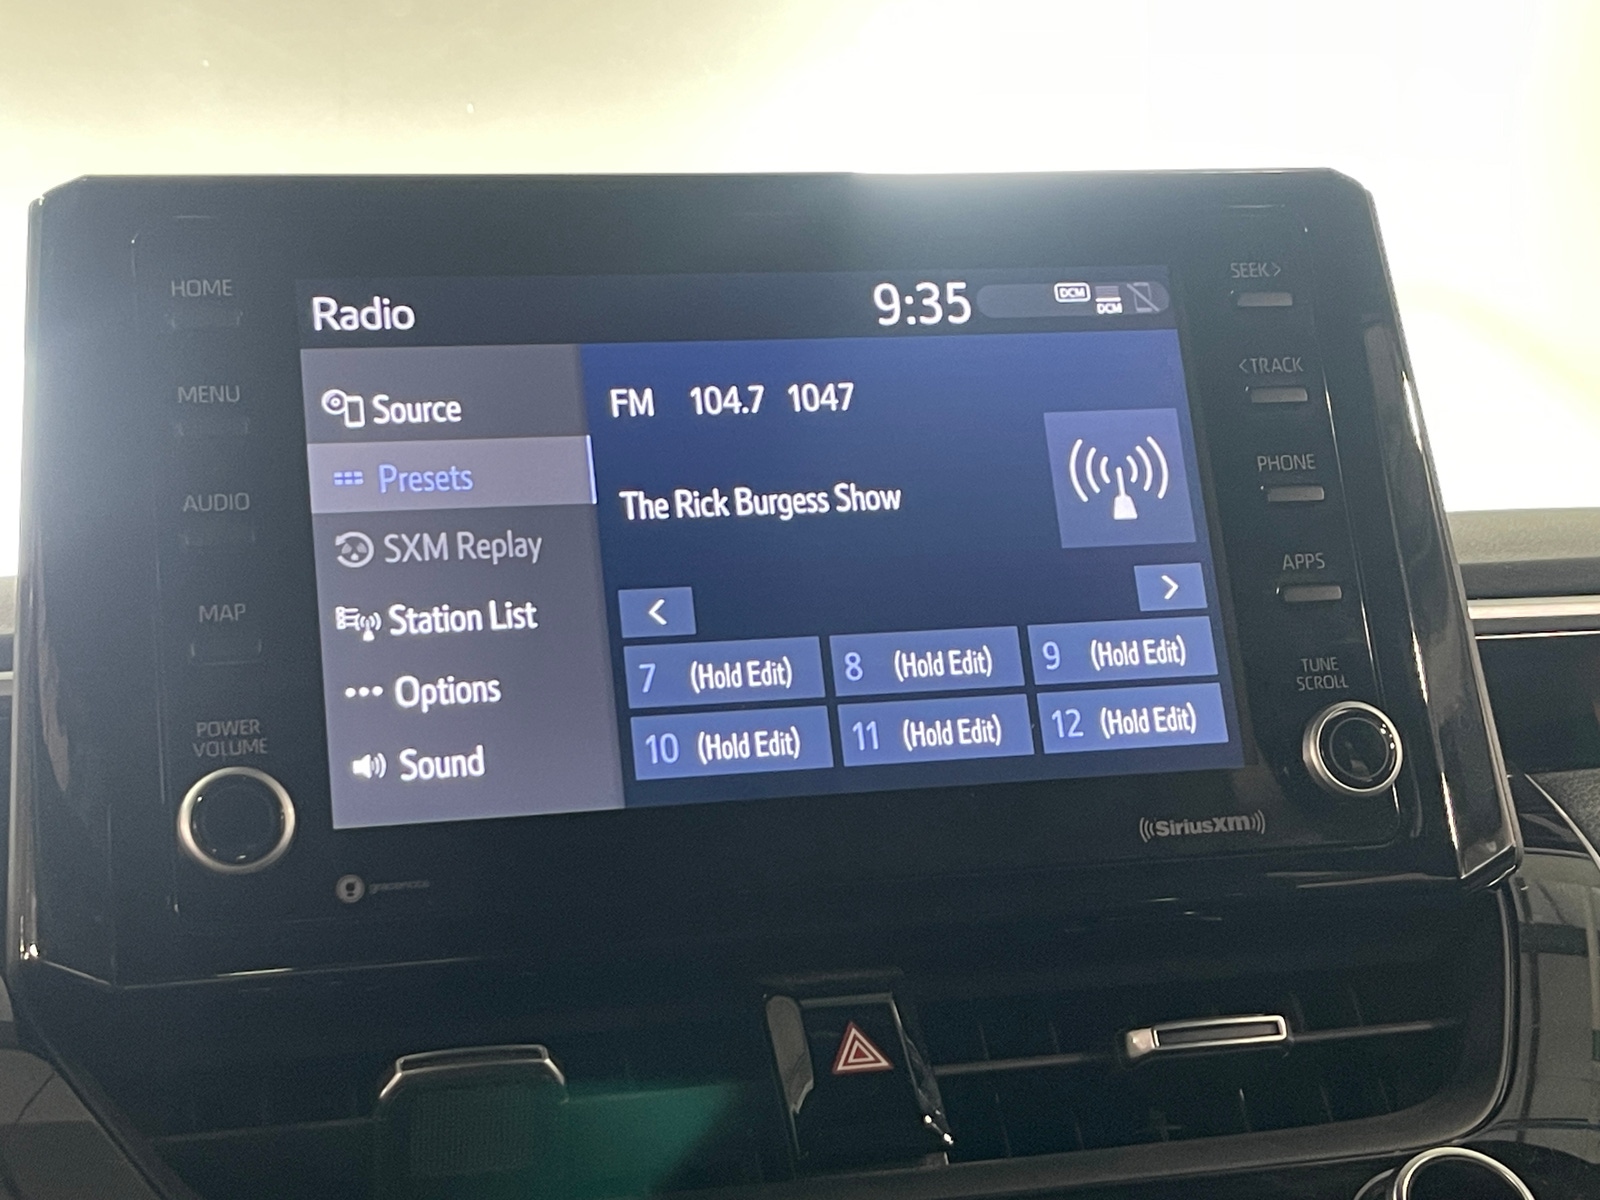 HOME
MENU
AUDIO
MAP
POWER
VOLUME
Radio
9:35
DCM
DCM
Source
Presets
SXM Replay
Station List
Options
Sound
FM 104.7 1047
The Rick Burgess Show
<
>
7 (Hold Edit)
8 (Hold Edit)
9 (Hold Edit)
10 (Hold Edit)
11 (Hold Edit)
12 (Hold Edit)
SEEK>
<TRACK
PHONE
APPS
TUNE
SCROLL
gracenote
SiriusXM